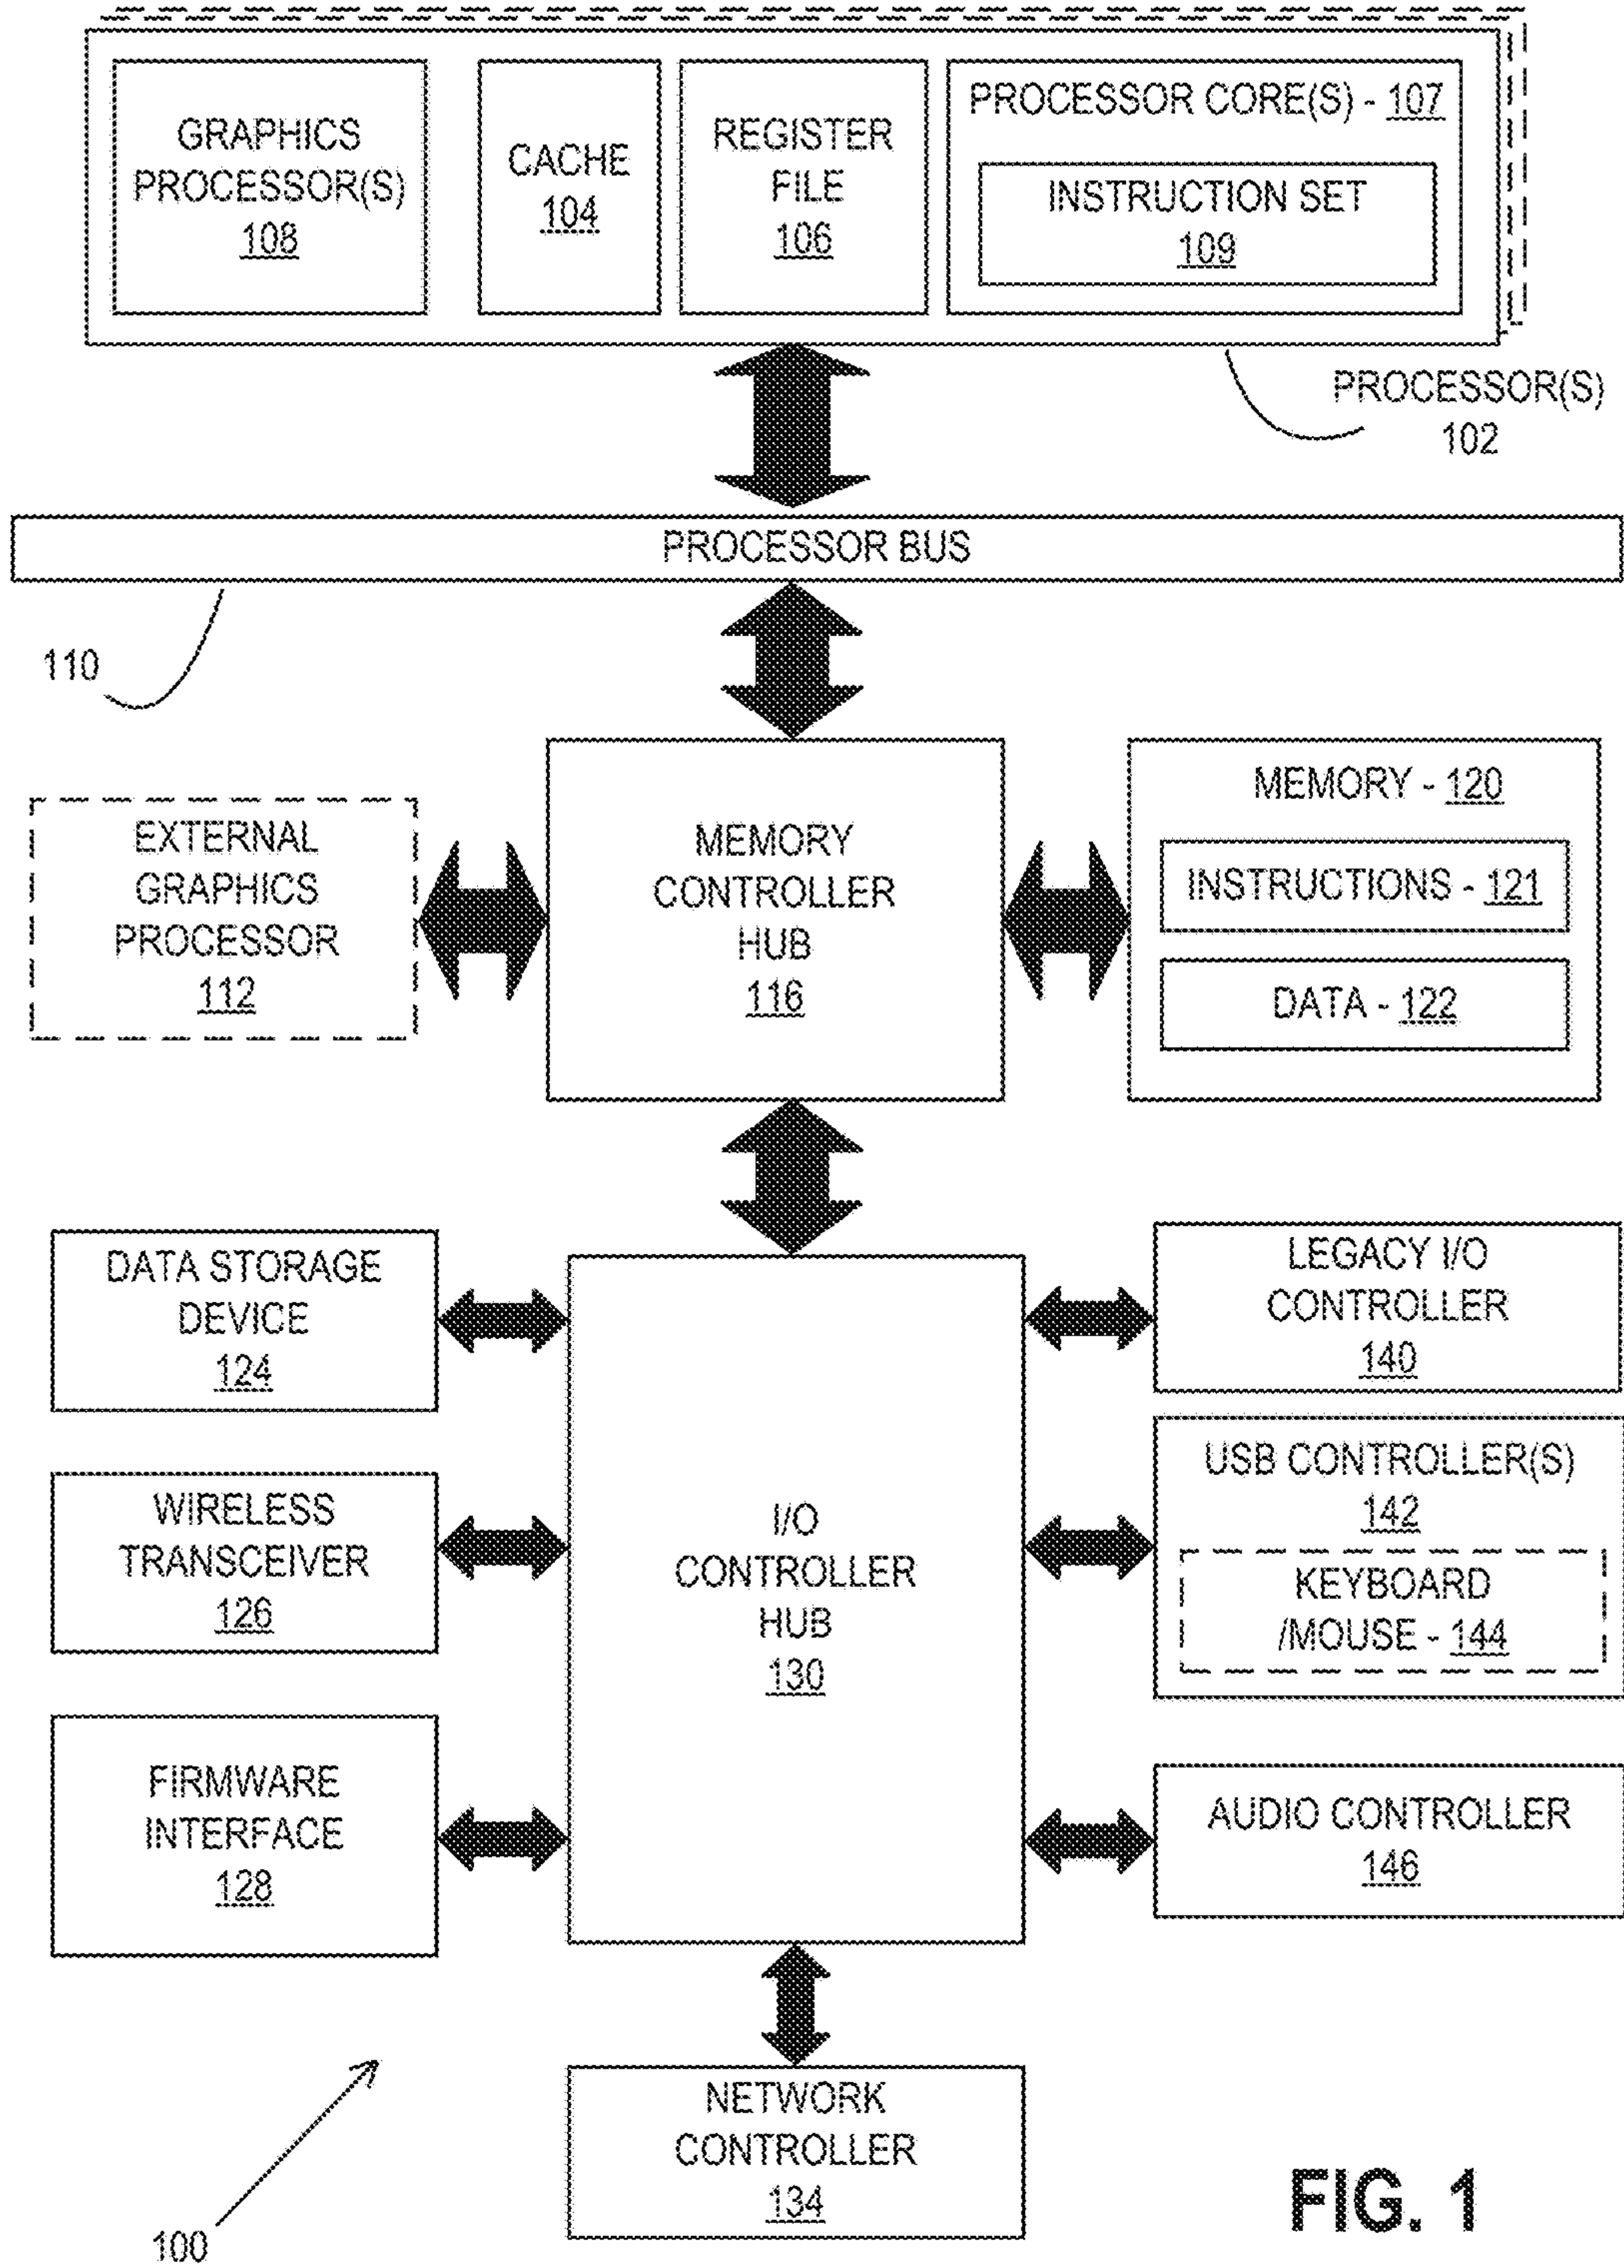 GRAPHICS
PROCESSOR(S)
108
CACHE
104
REGISTER
FILE
106
PROCESSOR CORE(S) - 107
INSTRUCTION SET
109
PROCESSOR(S)
102
PROCESSOR BUS
110
EXTERNAL
GRAPHICS
PROCESSOR
112
MEMORY
CONTROLLER
HUB
116
MEMORY - 120
INSTRUCTIONS - 121
DATA - 122
DATA STORAGE
DEVICE
124
WIRELESS
TRANSCEIVER
126
FIRMWARE
INTERFACE
128
I/O
CONTROLLER
HUB
130
LEGACY I/O
CONTROLLER
140
USB CONTROLLER(S)
142
KEYBOARD
/MOUSE - 144
AUDIO CONTROLLER
146
NETWORK
CONTROLLER
134
100
FIG. 1